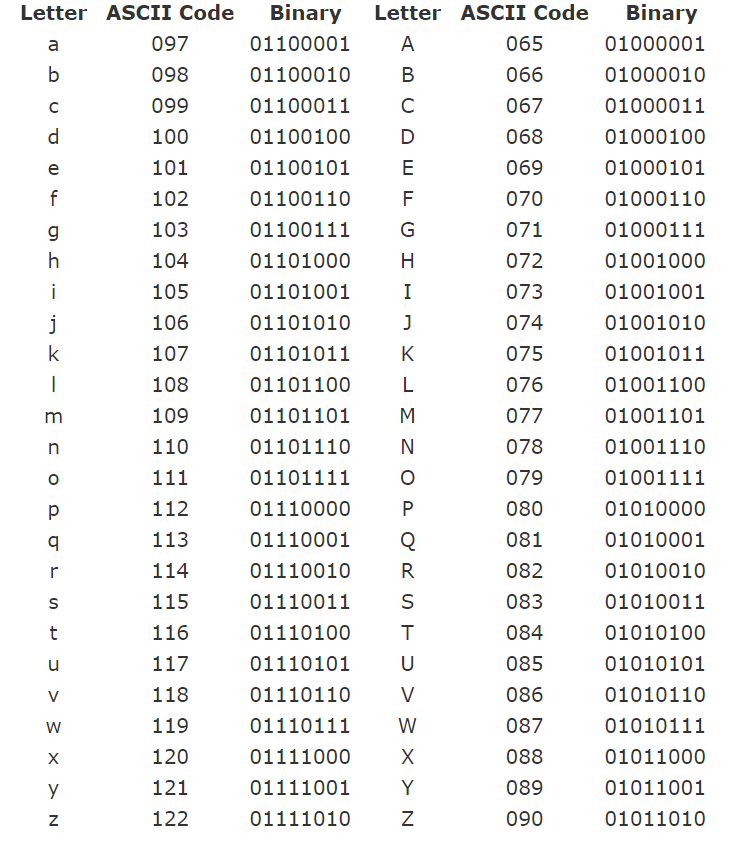 Letter ASCII Code Binary Letter ASCII Code Binary
a 097 01100001 A 065 01000001
b 098 01100010 B 066 01000010
c 099 01100011 C 067 01000011
d 100 01100100 D 068 01000100
e 101 01100101 E 069 01000101
f 102 01100110 F 070 01000110
g 103 01100111 G 071 01000111
h 104 01101000 H 072 01001000
i 105 01101001 I 073 01001001
j 106 01101010 J 074 01001010
k 107 01101011 K 075 01001011
l 108 01101100 L 076 01001100
m 109 01101101 M 077 01001101
n 110 01101110 N 078 01001110
o 111 01101111 O 079 01001111
p 112 01110000 P 080 01010000
q 113 01110001 Q 081 01010001
r 114 01110010 R 082 01010010
s 115 01110011 S 083 01010011
t 116 01110100 T 084 01010100
u 117 01110101 U 085 01010101
v 118 01110110 V 086 01010110
w 119 01110111 W 087 01010111
x 120 01111000 X 088 01011000
y 121 01111001 Y 089 01011001
z 122 01111010 Z 090 01011010